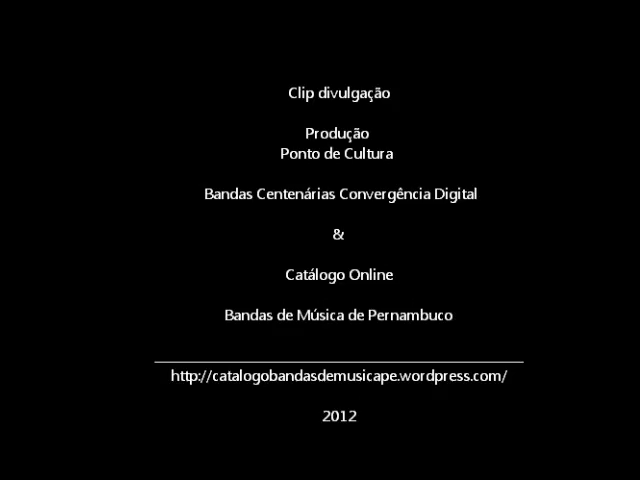 Clip divulgação
Produção
Ponto de Cultura
Bandas Centenárias Convergência Digital
&
Catálogo Online
Bandas de Música de Pernambuco
http://catalogobandasdemusicape.wordpress.com/
2012